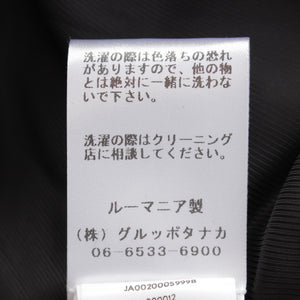 洗濯の際は色落ちの恐れ
がありますので、他の物
とは絶対に一緒に洗わな
いで下さい。
洗濯の際はクリーニング
店に相談してください。
ルーマニア製
(株) グルッポタナカ
06-6533-6900
JA0020005999B